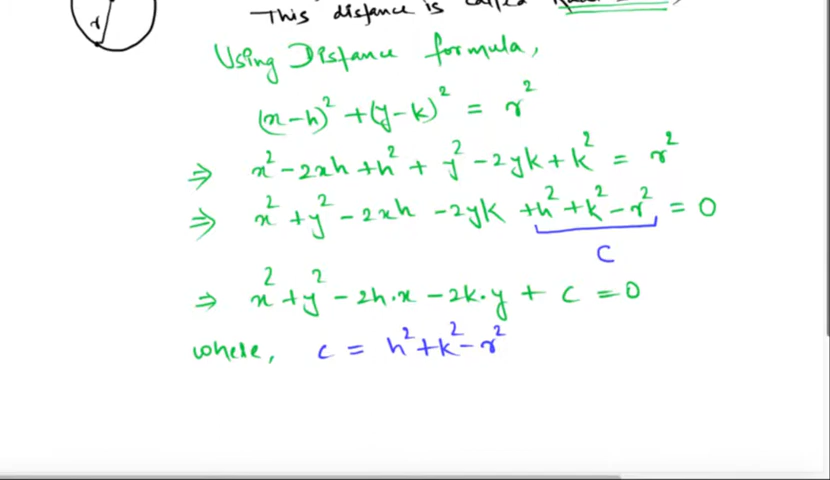 This distance is called
r
Using Distance formula,
(x-h)² + (y-k)² = r²
⇒ x² - 2xh + h² + y² - 2yk + k² = r²
⇒ x² + y² - 2xh - 2yk + h² + k² - r² = 0
C
⇒ x² + y² - 2h·x - 2k·y + c = 0
where, c = h² + k² - r²